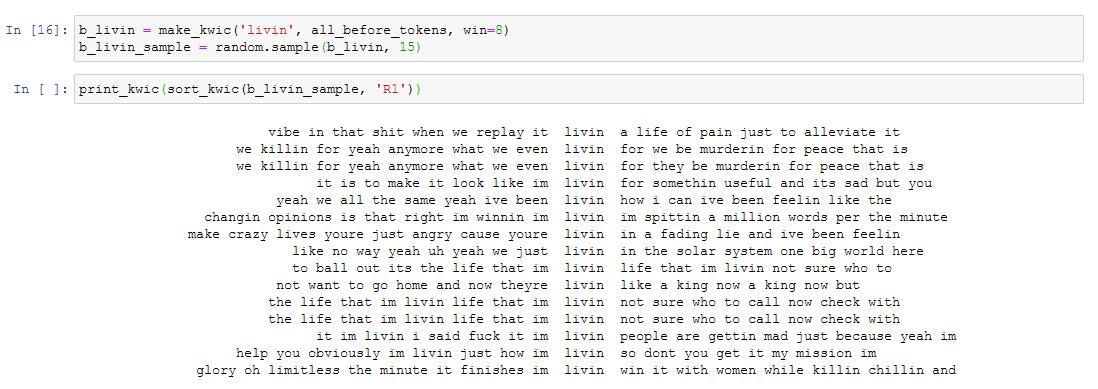 In [16]: b_livin = make_kwic('livin', all_before_tokens, win=8)
b_livin_sample = random.sample(b_livin, 15)
In [ ]: print_kwic(sort_kwic(b_livin_sample, 'R1'))
vibe in that shit when we replay it livin a life of pain just to alleviate it
we killin for yeah anymore what we even livin for we be murderin for peace that is
we killin for yeah anymore what we even livin for they be murderin for peace that is
it is to make it look like im livin for somethin useful and its sad but you
yeah we all the same yeah ive been livin how i can ive been feelin like the
changin opinions is that right im winnin im livin im spittin a million words per the minute
make crazy lives youre just angry cause youre livin in a fading lie and ive been feelin
like no way yeah uh yeah we just livin in the solar system one big world here
to ball out its the life that im livin life that im livin not sure who to
not want to go home and now theyre livin like a king now a king now but
the life that im livin life that im livin not sure who to call now check with
the life that im livin life that im livin not sure who to call now check with
it im livin i said fuck it im livin people are gettin mad just because yeah im
help you obviously im livin just how im livin so dont you get it my mission im
glory oh limitless the minute it finishes im livin win it with women while killin chillin and